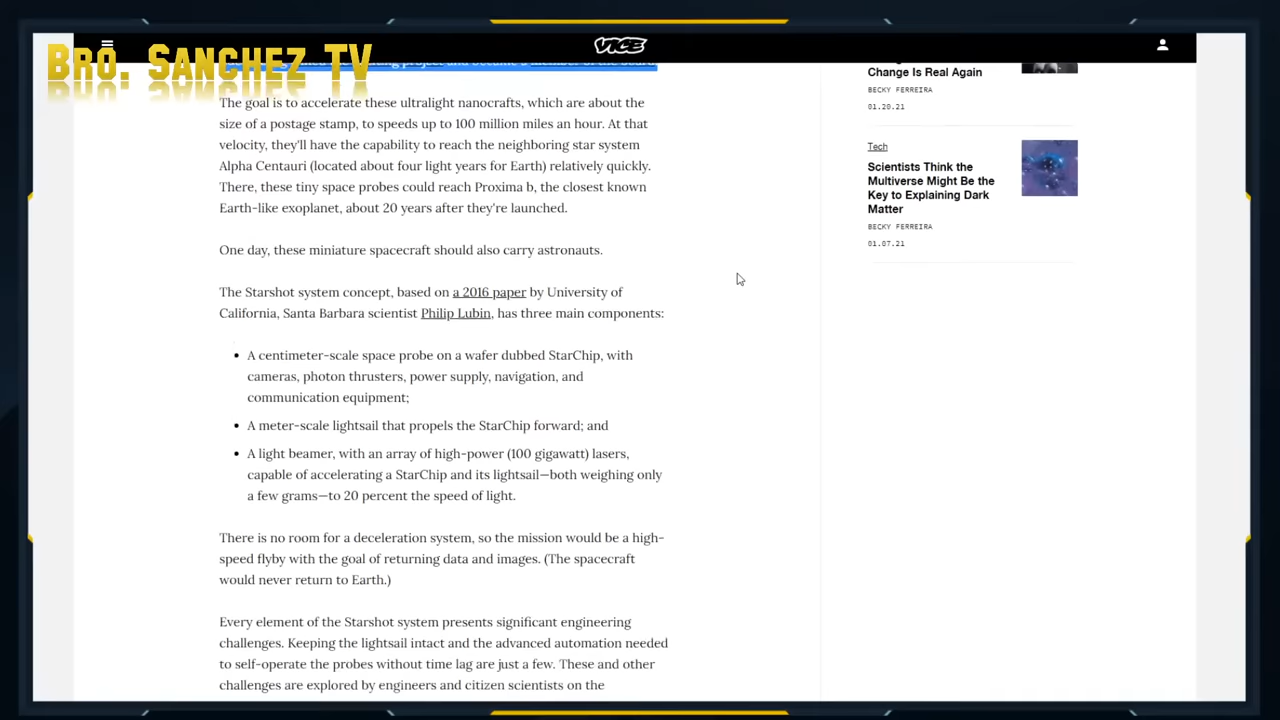 BRO. SANCHEZ TV
VICE
The goal is to accelerate these ultralight nanocrafts, which are about the
size of a postage stamp, to speeds up to 100 million miles an hour. At that
velocity, they'll have the capability to reach the neighboring star system
Alpha Centauri (located about four light years for Earth) relatively quickly.
There, these tiny space probes could reach Proxima b, the closest known
Earth-like exoplanet, about 20 years after they're launched.
One day, these miniature spacecraft should also carry astronauts.
The Starshot system concept, based on a 2016 paper by University of
California, Santa Barbara scientist Philip Lubin, has three main components:
• A centimeter-scale space probe on a wafer dubbed StarChip, with
cameras, photon thrusters, power supply, navigation, and
communication equipment;
• A meter-scale lightsail that propels the StarChip forward; and
• A light beamer, with an array of high-power (100 gigawatt) lasers,
capable of accelerating a StarChip and its lightsail—both weighing only
a few grams—to 20 percent the speed of light.
There is no room for a deceleration system, so the mission would be a high-
speed flyby with the goal of returning data and images. (The spacecraft
would never return to Earth.)
Every element of the Starshot system presents significant engineering
challenges. Keeping the lightsail intact and the advanced automation needed
to self-operate the probes without time lag are just a few. These and other
challenges are explored by engineers and citizen scientists on the
Change Is Real Again
BECKY FERREIRA
01.20.21
Tech
Scientists Think the
Multiverse Might Be the
Key to Explaining Dark
Matter
BECKY FERREIRA
01.07.21